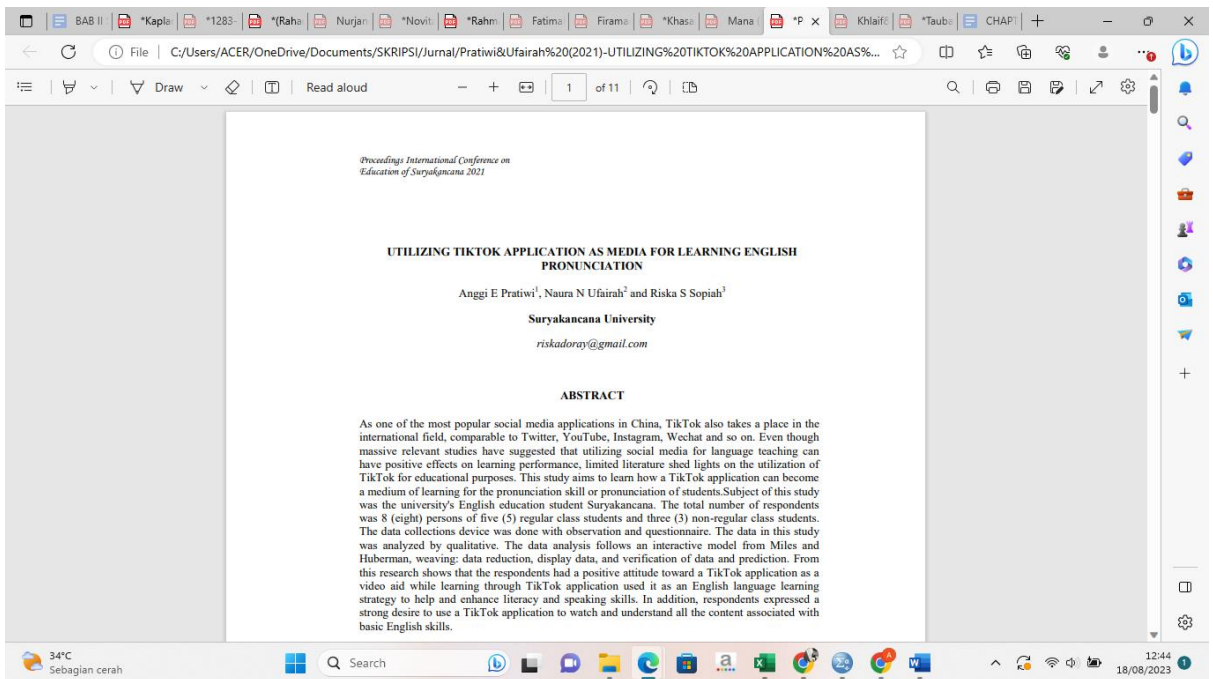 BAB II
*Kapla
*1283-
*(Raha
Nurjan
*Novit
*Rahm
Fatima
Firama
*Khasa
Mana
*P
Khlaif
*Tauba
CHAPT
File
C:/Users/ACER/OneDrive/Documents/SKRIPSI/Jurnal/Pratiwi&Ufairah%20(2021)-UTILIZING%20TIKTOK%20APPLICATION%20AS%...
Draw
Read aloud
1 of 11
Proceedings International Conference on
Education of Suryakancana 2021
UTILIZING TIKTOK APPLICATION AS MEDIA FOR LEARNING ENGLISH
PRONUNCIATION
Anggi E Pratiwi¹, Naura N Ufairah² and Riska S Sopiah³
Suryakancana University
riskadoray@gmail.com
ABSTRACT
As one of the most popular social media applications in China, TikTok also takes a place in the
international field, comparable to Twitter, YouTube, Instagram, Wechat and so on. Even though
massive relevant studies have suggested that utilizing social media for language teaching can
have positive effects on learning performance, limited literature shed lights on the utilization of
TikTok for educational purposes. This study aims to learn how a TikTok application can become
a medium of learning for the pronunciation skill or pronunciation of students.Subject of this study
was the university's English education student Suryakancana. The total number of respondents
was 8 (eight) persons of five (5) regular class students and three (3) non-regular class students.
The data collections device was done with observation and questionnaire. The data in this study
was analyzed by qualitative. The data analysis follows an interactive model from Miles and
Huberman, weaving: data reduction, display data, and verification of data and prediction. From
this research shows that the respondents had a positive attitude toward a TikTok application as a
video aid while learning through TikTok application used it as an English language learning
strategy to help and enhance literacy and speaking skills. In addition, respondents expressed a
strong desire to use a TikTok application to watch and understand all the content associated with
basic English skills.
34°C
Sebagian cerah
Search
12:44
18/08/2023
1